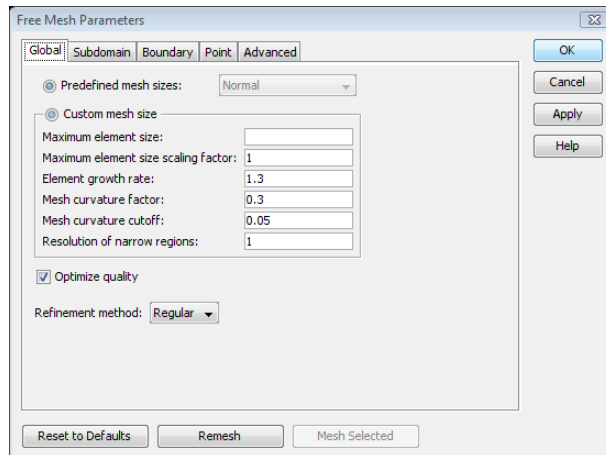 Free Mesh Parameters
Global Subdomain Boundary Point Advanced
OK
Cancel
Apply
Help
Predefined mesh sizes: Normal
Custom mesh size
Maximum element size:
Maximum element size scaling factor: 1
Element growth rate: 1.3
Mesh curvature factor: 0.3
Mesh curvature cutoff: 0.05
Resolution of narrow regions: 1
Optimize quality
Refinement method: Regular
Reset to Defaults Remesh Mesh Selected